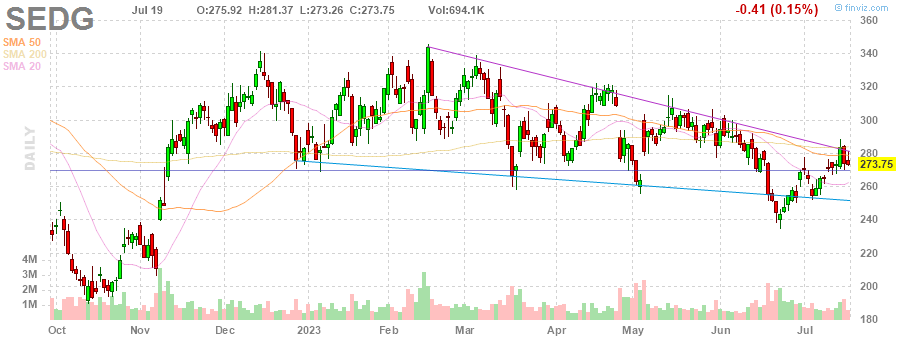 SEDG Jul 19 O:275.92 H:281.37 L:273.26 C:273.75 Vol:694.1K -0.41 (0.15%)
© finviz.com
SMA 50
SMA 200
SMA 20
DAILY
360
340
320
300
280
273.75
260
240
220
200
180
4M
3M
2M
1M
Oct Nov Dec 2023 Feb Mar Apr May Jun Jul